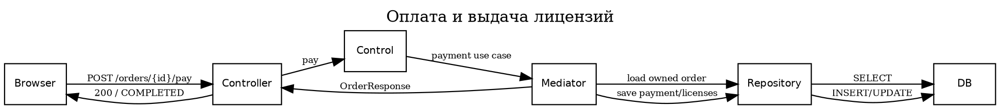 Оплата и выдача лицензий
Control
pay
payment use case
Browser
POST /orders/{id}/pay
200 / COMPLETED
Controller
OrderResponse
Mediator
load owned order
save payment/licenses
Repository
SELECT
INSERT/UPDATE
DB